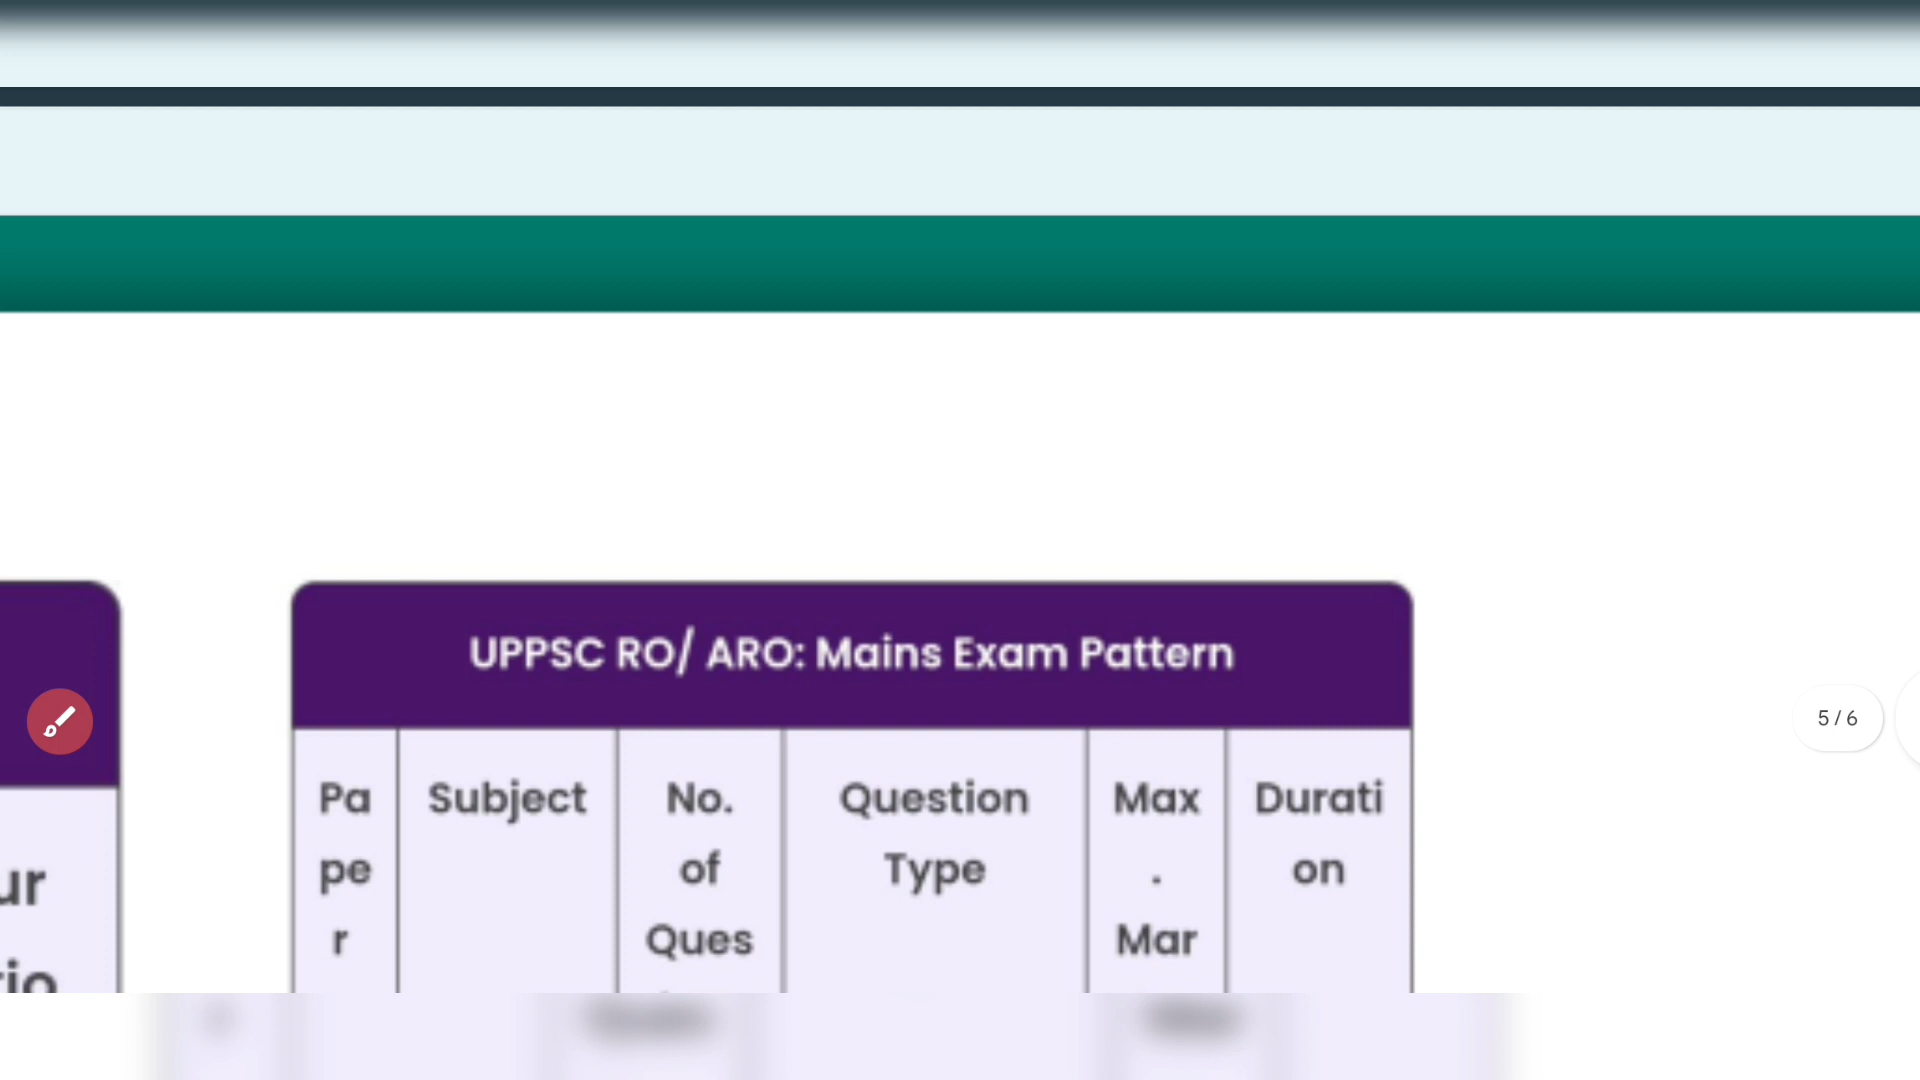 UPPSC RO/ ARO: Mains Exam Pattern
Pa
pe
r
Subject
No.
of
Ques
Question
Type
Max
.
Mar
Durati
on
ur
tio
5 / 6